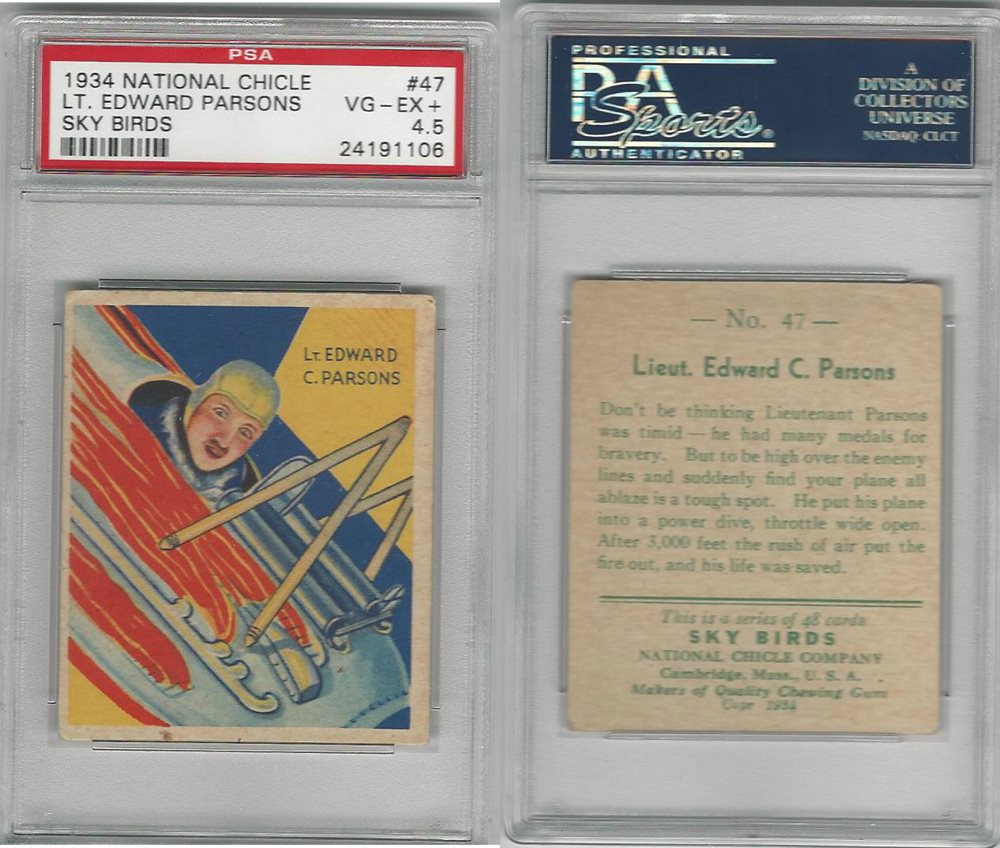 PSA
1934 NATIONAL CHICLE #47
LT. EDWARD PARSONS VG-EX+
SKY BIRDS 4.5
24191106
LT. EDWARD
C. PARSONS
PROFESSIONAL
PSA
Sports®
AUTHENTICATOR
A
DIVISION OF
COLLECTORS
UNIVERSE
NASDAQ: CLCT
— No. 47 —
Lieut. Edward C. Parsons
Don't be thinking Lieutenant Parsons
was timid — he had many medals for
bravery. But to be high over the enemy
lines and suddenly find your plane all
ablaze is a tough spot. He put his plane
into a power dive, throttle wide open.
After 3,000 feet the rush of air put the
fire out, and his life was saved.
This is a series of 48 cards
SKY BIRDS
NATIONAL CHICLE COMPANY
Cambridge, Mass., U. S. A.
Makers of Quality Chewing Gum
Copr 1934